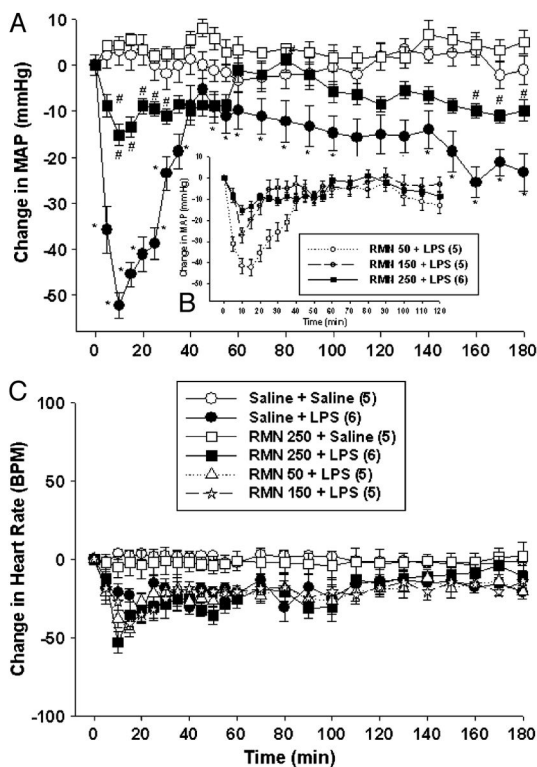 A
Change in MAP (mmHg)
10
0
-10
-20
-30
-40
-50
0 20 40 60 80 100 120 140 160 180
# # # # # # # #
* * * * * * * * * * * * * * * * * * *
B
Change in MAP (mmHg)
10
0
-10
-20
-30
-40
-50
-60
0 10 20 30 40 50 60 70 80 90 100 110 120
Time (min)
RMN 50 + LPS (5)
RMN 150 + LPS (5)
RMN 250 + LPS (6)
C
Change in Heart Rate (BPM)
100
50
0
-50
-100
Saline + Saline (5)
Saline + LPS (6)
RMN 250 + Saline (5)
RMN 250 + LPS (6)
RMN 50 + LPS (5)
RMN 150 + LPS (5)
0 20 40 60 80 100 120 140 160 180
Time (min)